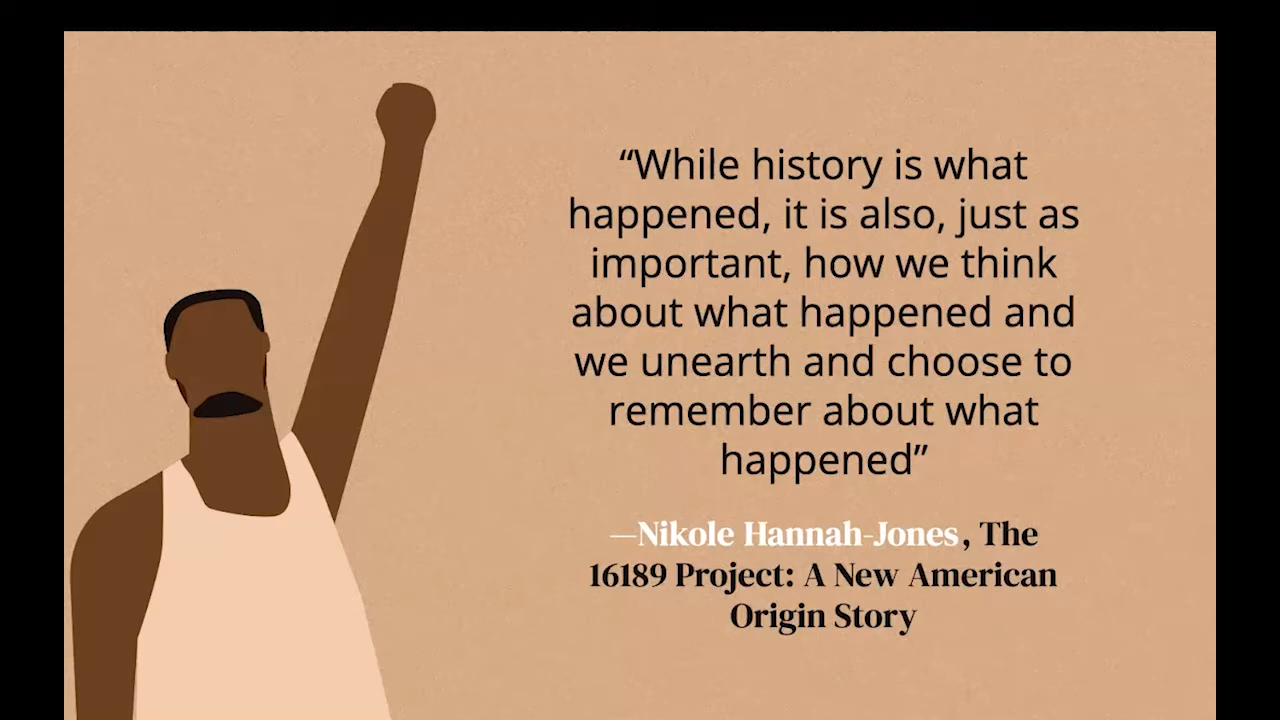 “While history is what
happened, it is also, just as
important, how we think
about what happened and
we unearth and choose to
remember about what
happened”
—Nikole Hannah-Jones, The
16189 Project: A New American
Origin Story